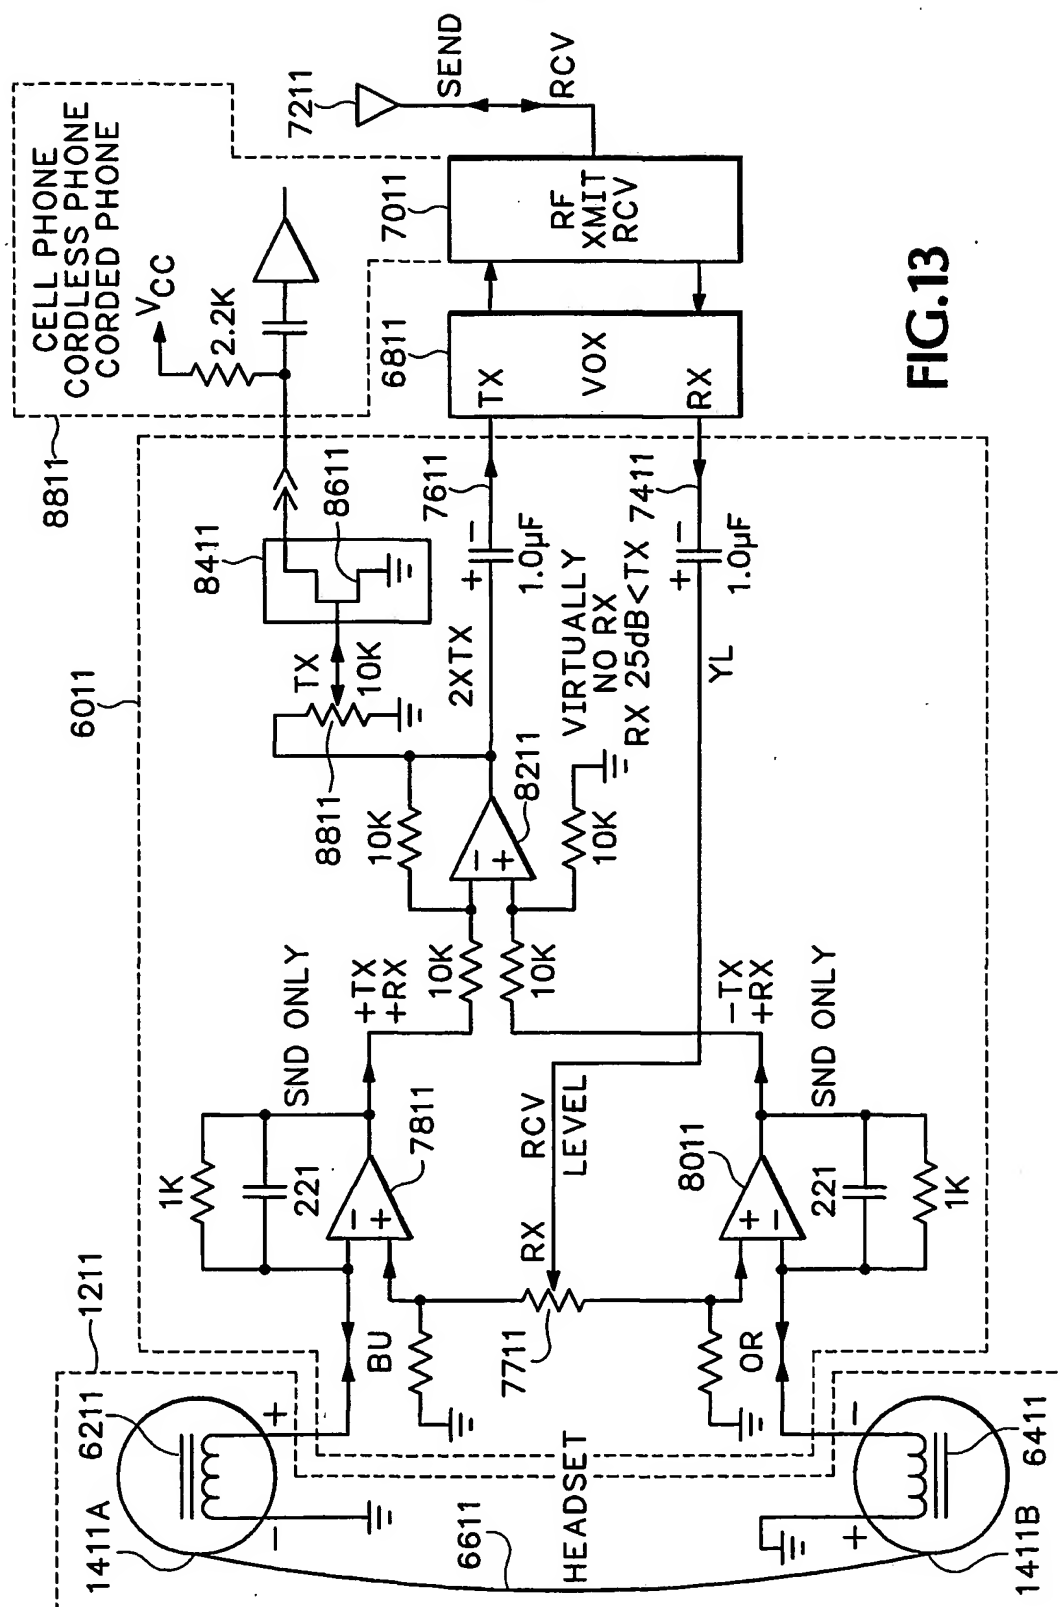 8811
CELL PHONE
CORDLESS PHONE
CORDED PHONE
VCC
2.2K
7211
SEND
RCV
7011
RF
XMIT
RCV
6811
TX
VOX
RX
6011
8411
8611
TX
10K
8811
7611
+
−
1.0µF
2XTX
VIRTUALLY
NO RX
RX 25dB<TX
7411
+
−
1.0µF
YL
10K
−
+
8211
10K
10K
10K
SND ONLY
+TX
+RX
−TX
+RX
SND ONLY
1K
221
−
+
7811
RX
RCV
LEVEL
7711
8011
+
−
221
1K
BU
OR
1211
6211
+
−
1411A
6611
HEADSET
−
+
6411
1411B
FIG.13